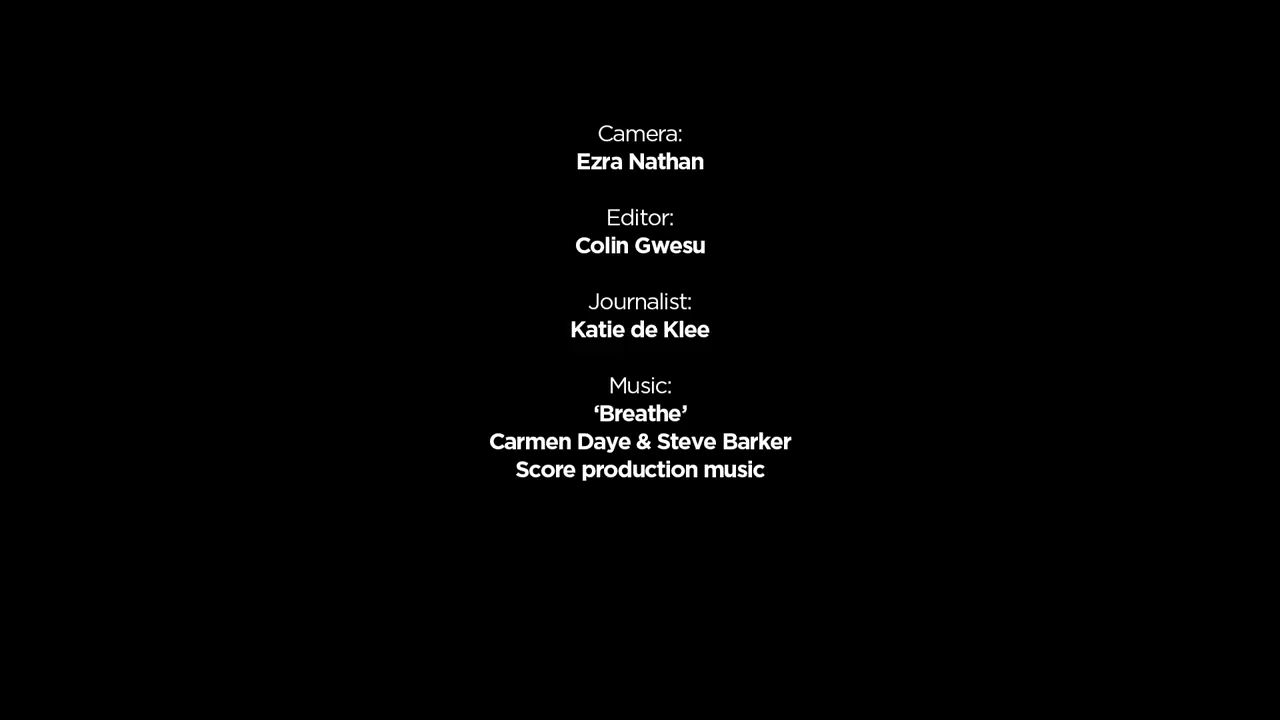 Camera:
Ezra Nathan
Editor:
Colin Gwesu
Journalist:
Katie de Klee
Music:
‘Breathe’
Carmen Daye & Steve Barker
Score production music